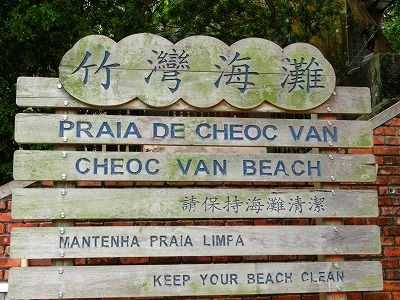 竹灣海灘
PRAIA DE CHEOC VAN
CHEOC VAN BEACH
請保持海灘清潔
MANTENHA PRAIA LIMPA
KEEP YOUR BEACH CLEAN